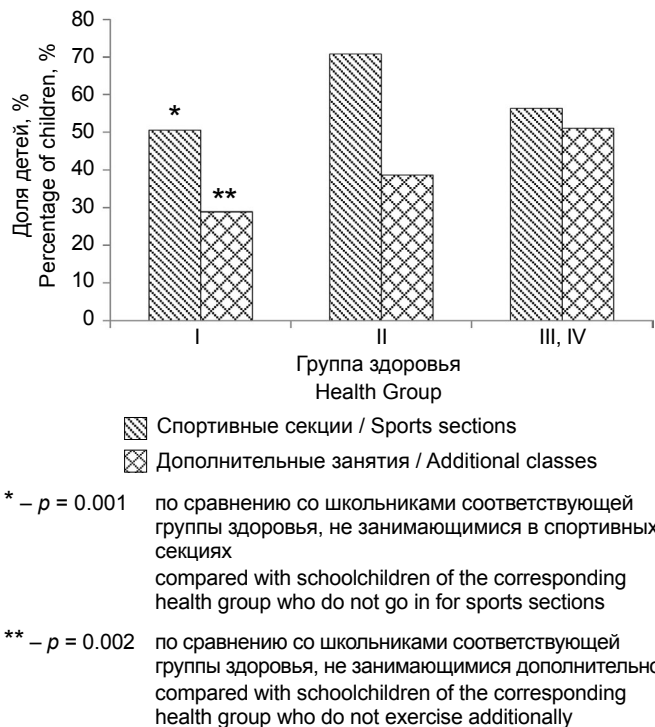 80
70
60
50
40
30
20
10
0
Доля детей, %
Percentage of children, %
*
**
I
II
III, IV
Группа здоровья
Health Group
Спортивные секции / Sports sections
Дополнительные занятия / Additional classes
* – p = 0.001 по сравнению со школьниками соответствующей
группы здоровья, не занимающимися в спортивных
секциях
compared with schoolchildren of the corresponding
health group who do not go in for sports sections
** – p = 0.002 по сравнению со школьниками соответствующей
группы здоровья, не занимающимися дополнительно
compared with schoolchildren of the corresponding
health group who do not exercise additionally